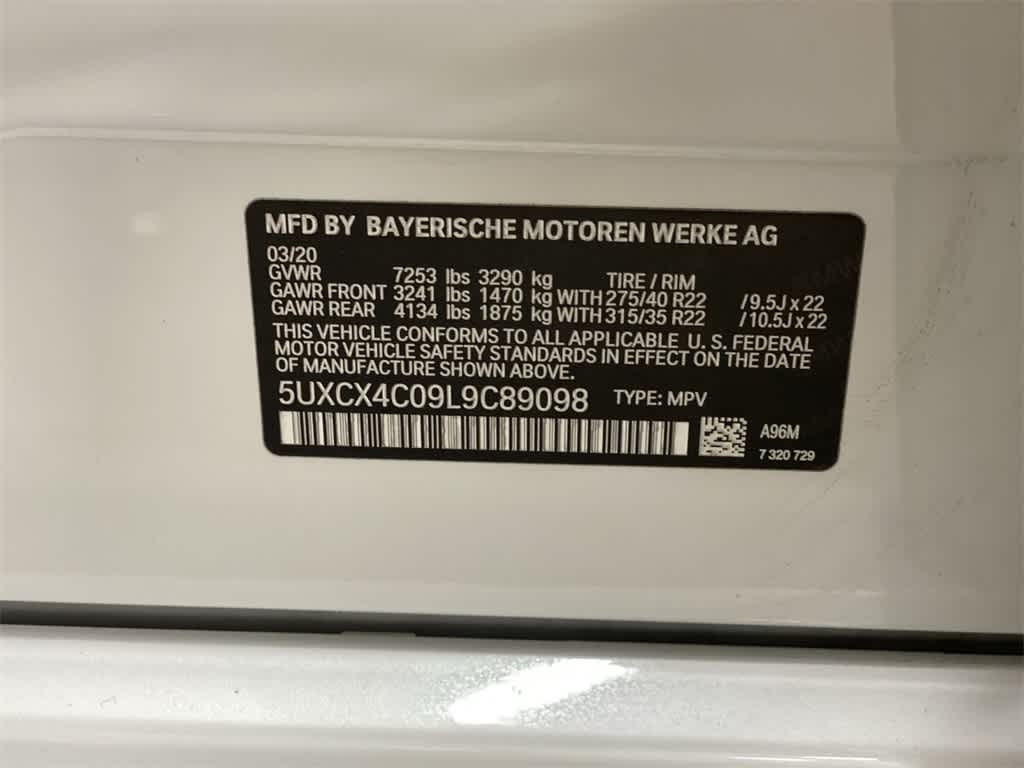 MFD BY BAYERISCHE MOTOREN WERKE AG
03/20
GVWR 7253 lbs 3290 kg TIRE / RIM
GAWR FRONT 3241 lbs 1470 kg WITH 275/40 R22 / 9.5J x 22
GAWR REAR 4134 lbs 1875 kg WITH 315/35 R22 / 10.5J x 22
THIS VEHICLE CONFORMS TO ALL APPLICABLE U. S. FEDERAL
MOTOR VEHICLE SAFETY STANDARDS IN EFFECT ON THE DATE
OF MANUFACTURE SHOWN ABOVE.
5UXCX4C09L9C89098 TYPE: MPV
A96M
7 320 729